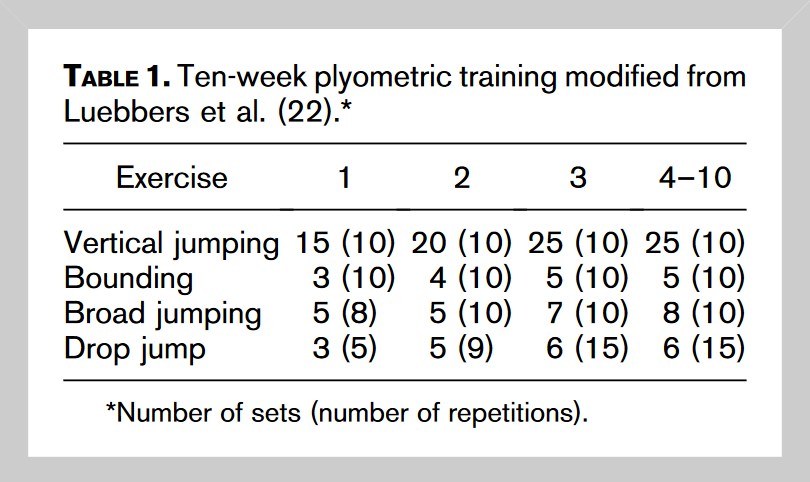 TABLE 1. Ten-week plyometric training modified from
Luebbers et al. (22).*
Exercise 1 2 3 4–10
Vertical jumping 15 (10) 20 (10) 25 (10) 25 (10)
Bounding 3 (10) 4 (10) 5 (10) 5 (10)
Broad jumping 5 (8) 5 (10) 7 (10) 8 (10)
Drop jump 3 (5) 5 (9) 6 (15) 6 (15)
*Number of sets (number of repetitions).